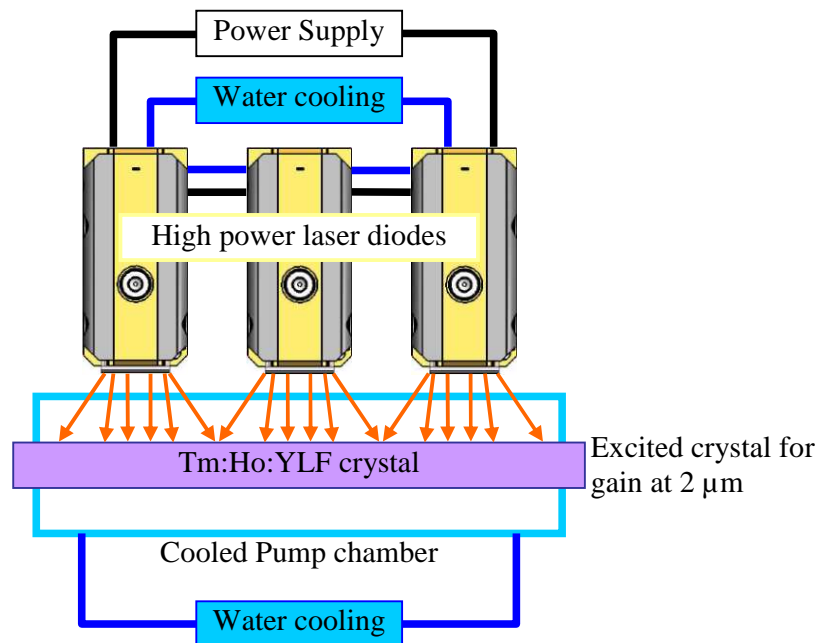 Power Supply
Water cooling
High power laser diodes
Tm:Ho:YLF crystal
Excited crystal for
gain at 2 µm
Cooled Pump chamber
Water cooling